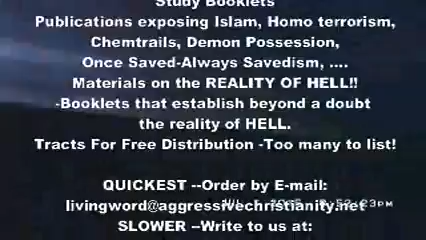 Study Booklets
Publications exposing Islam, Homo terrorism,
Chemtrails, Demon Possession,
Once Saved-Always Savedism, ....
Materials on the REALITY OF HELL!!
-Booklets that establish beyond a doubt
the reality of HELL.
Tracts For Free Distribution -Too many to list!
QUICKEST --Order by E-mail:
livingword@aggressivechristianity.net
SLOWER --Write to us at: